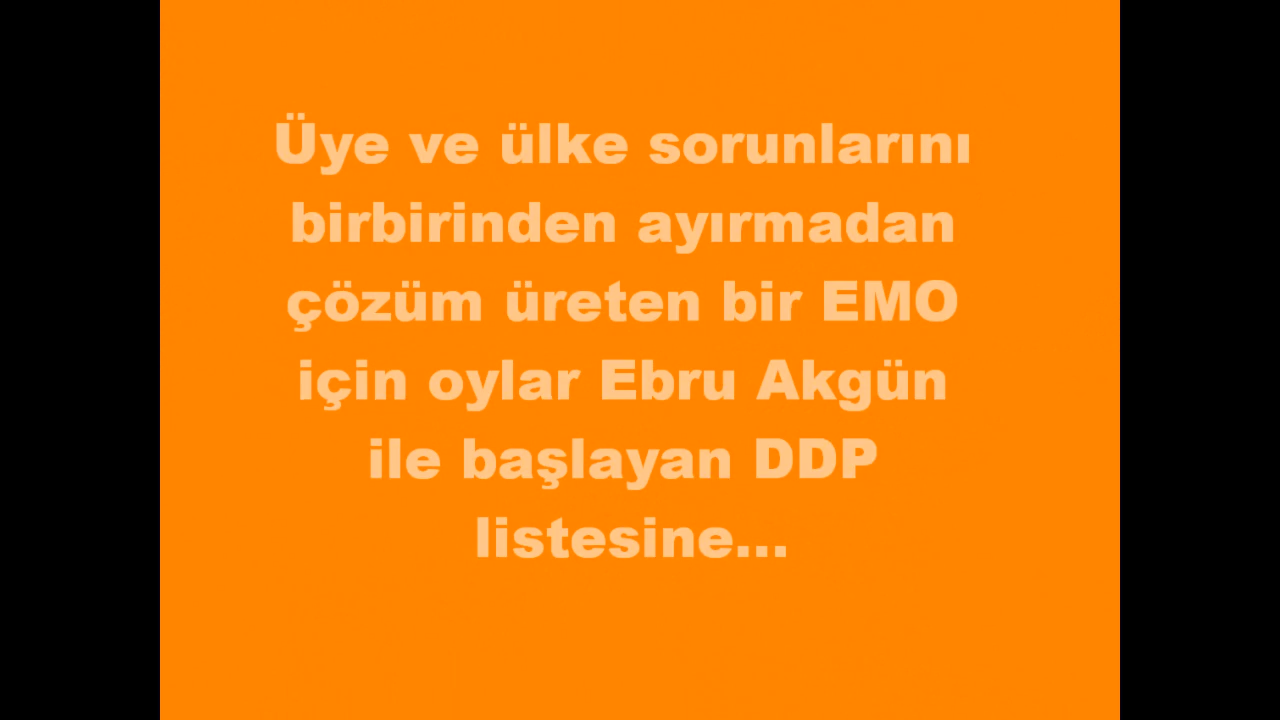 Üye ve ülke sorunlarını
birbirinden ayırmadan
çözüm üreten bir EMO
için oylar Ebru Akgün
ile başlayan DDP
listesine...